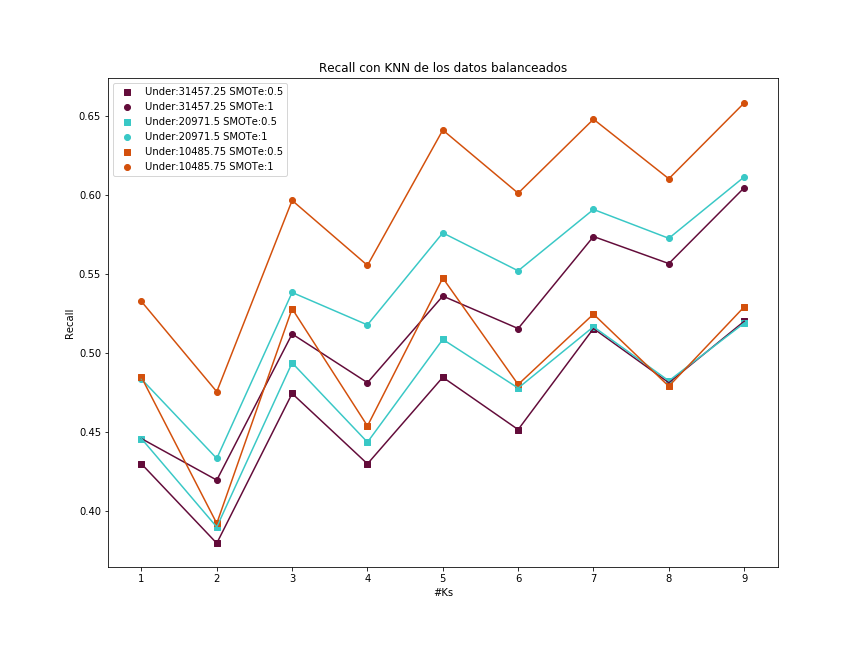 Recall con KNN de los datos balanceados
Under:31457.25 SMOTe:0.5
Under:31457.25 SMOTe:1
Under:20971.5 SMOTe:0.5
Under:20971.5 SMOTe:1
Under:10485.75 SMOTe:0.5
Under:10485.75 SMOTe:1
0.65
0.60
0.55
0.50
0.45
0.40
Recall
1 2 3 4 5 6 7 8 9
#Ks